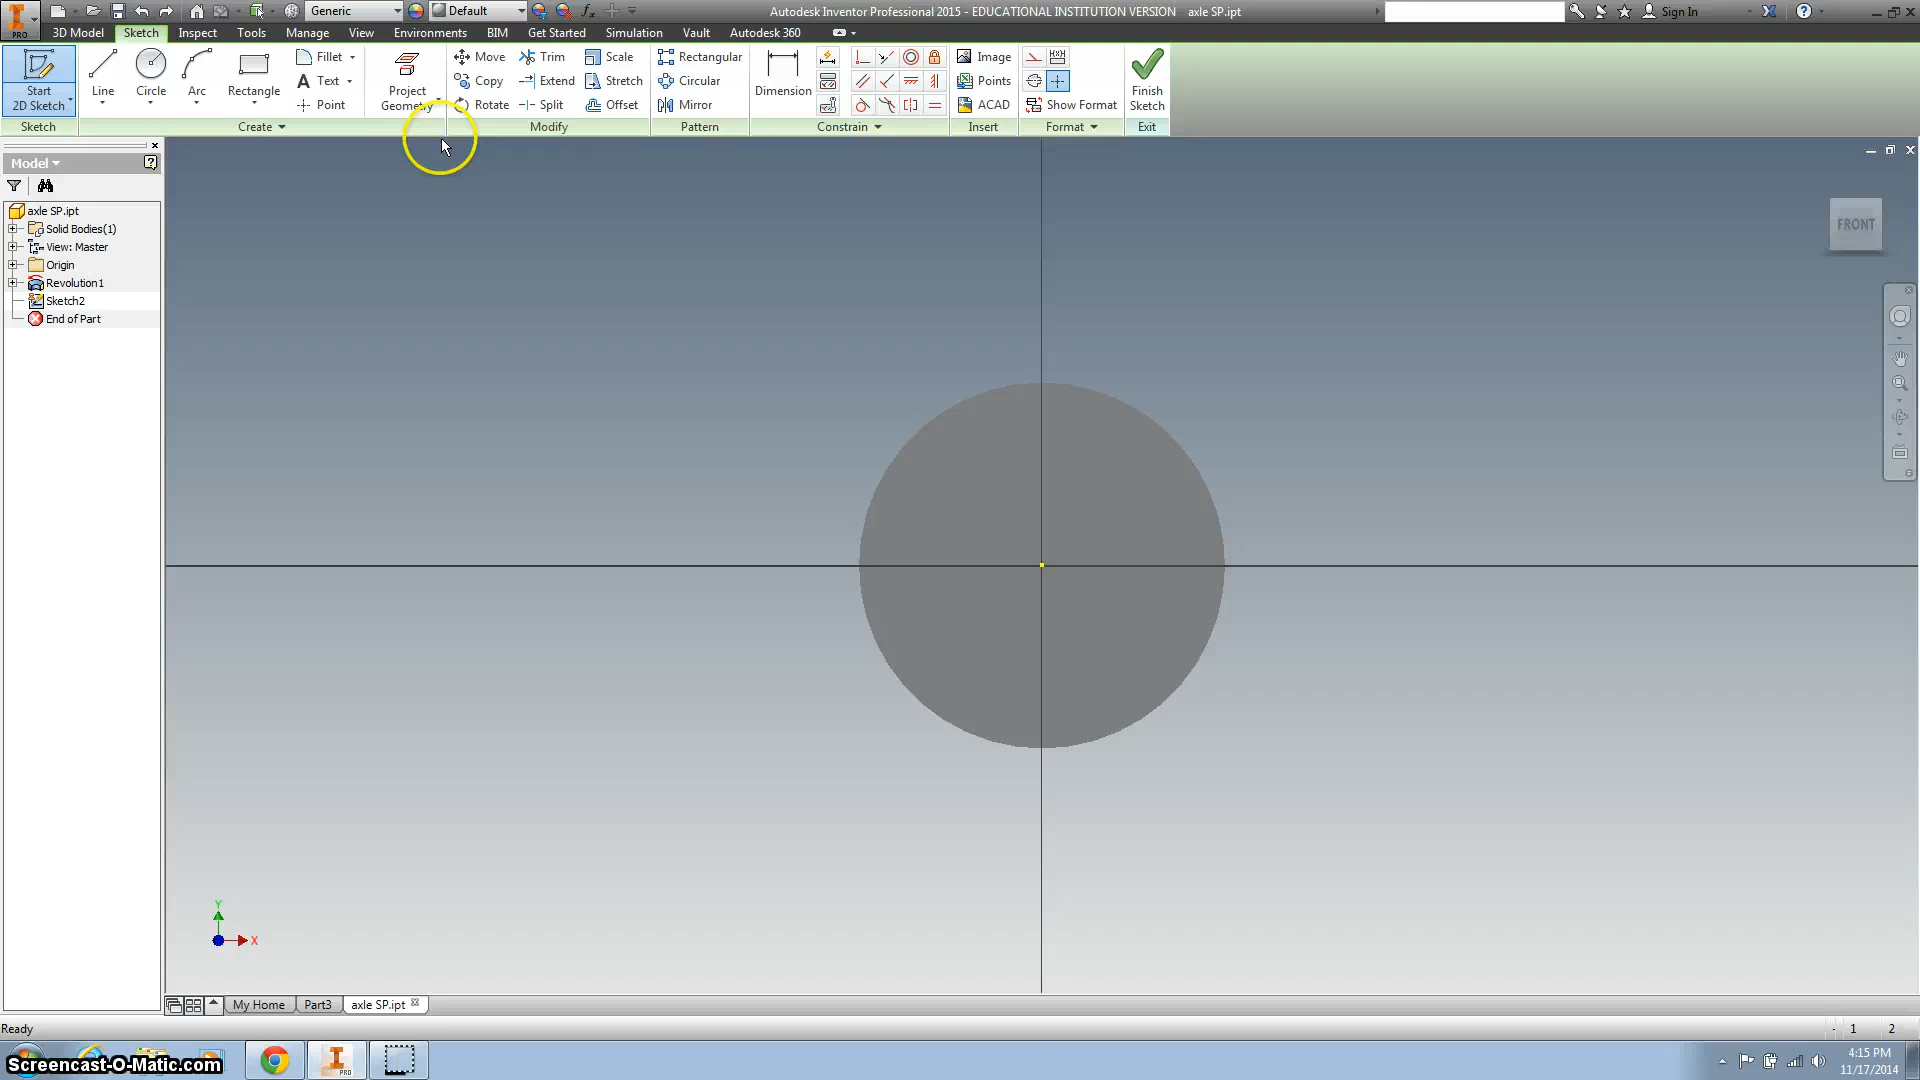 Generic
Default
Autodesk Inventor Professional 2015 - EDUCATIONAL INSTITUTION VERSION axle SP.ipt
Sign In
PRO
3D Model Sketch Inspect Tools Manage View Environments BIM Get Started Simulation Vault Autodesk 360
Start
2D Sketch
Line
Circle
Arc
Rectangle
Fillet
Text
Point
Project
Geometry
Move
Copy
Rotate
Trim
Extend
Split
Scale
Stretch
Offset
Rectangular
Circular
Mirror
Dimension
Image
Points
ACAD
Show Format
Finish
Sketch
Sketch Create Modify Pattern Constrain Insert Format Exit
Model
axle SP.ipt
Solid Bodies(1)
View: Master
Origin
Revolution1
Sketch2
End of Part
FRONT
Y
X
My Home Part3 axle SP.ipt
Ready
1 2
Screencast-O-Matic.com
PRO
4:15 PM
11/17/2014